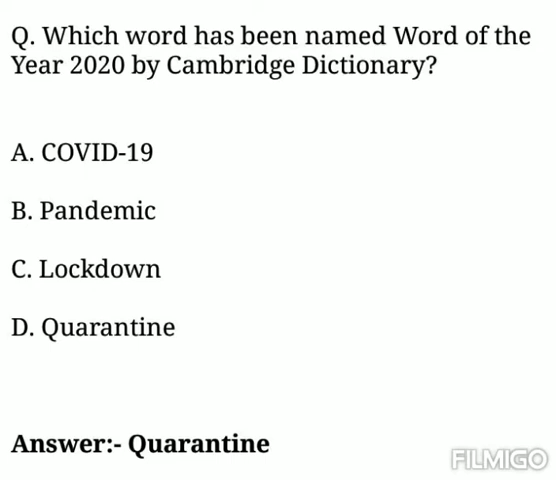 Q. Which word has been named Word of the
Year 2020 by Cambridge Dictionary?
A. COVID-19
B. Pandemic
C. Lockdown
D. Quarantine
Answer:- Quarantine
FILMIGO